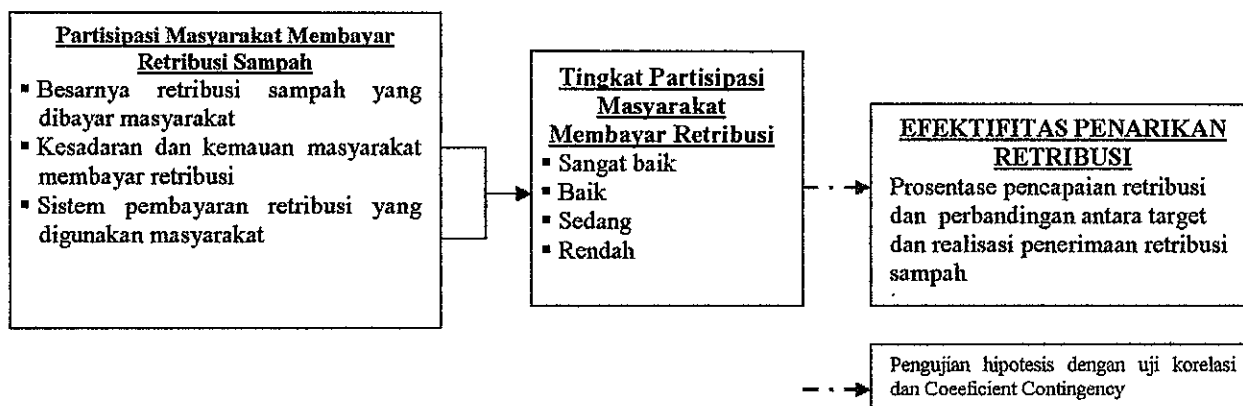 Partisipasi Masyarakat Membayar
Retribusi Sampah
▪ Besarnya retribusi sampah yang
dibayar masyarakat
▪ Kesadaran dan kemauan masyarakat
membayar retribusi
▪ Sistem pembayaran retribusi yang
digunakan masyarakat
Tingkat Partisipasi
Masyarakat
Membayar Retribusi
▪ Sangat baik
▪ Baik
▪ Sedang
▪ Rendah
EFEKTIFITAS PENARIKAN
RETRIBUSI
Prosentase pencapaian retribusi
dan perbandingan antara target
dan realisasi penerimaan retribusi
sampah
Pengujian hipotesis dengan uji korelasi
dan Coeeficient Contingency